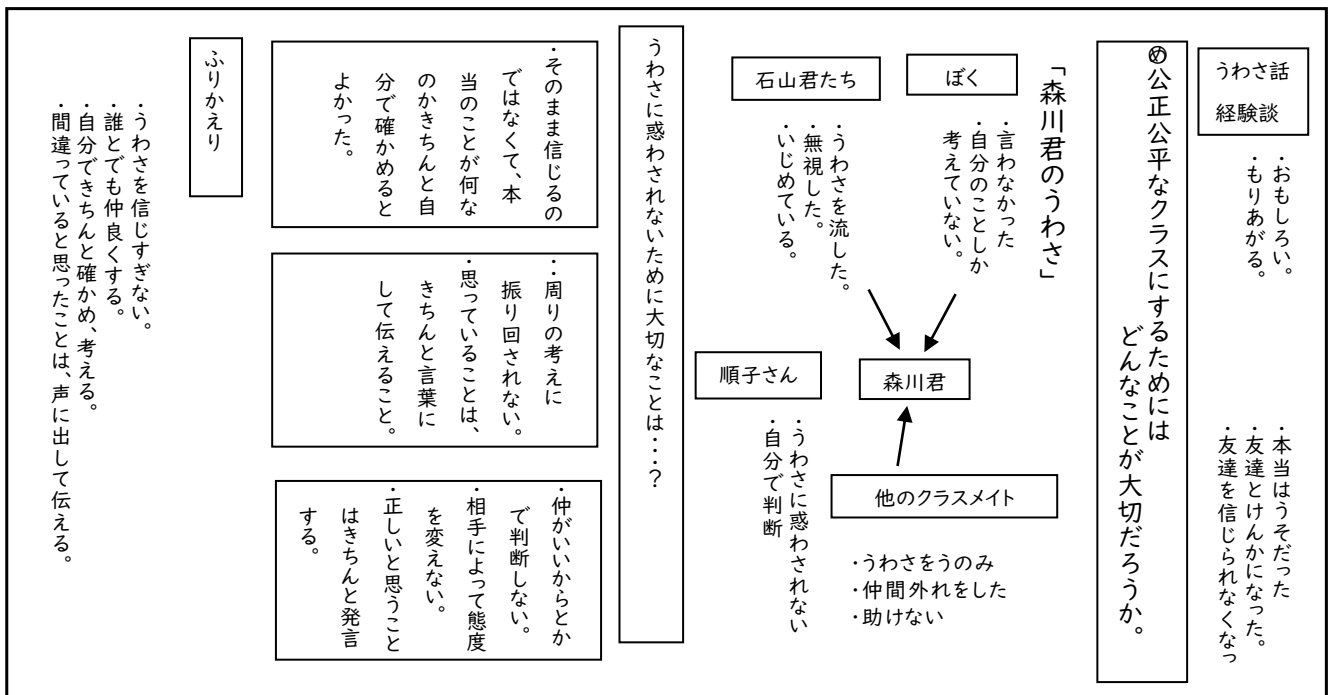 うわさ話
経験談
・おもしろい。
・もりあがる。
・本当はうそだった
・友達とけんかになった。
・友達を信じられなくなっ
め公正公平なクラスにするためには
どんなことが大切だろうか。
「森川君のうわさ」
ぼく
・言わなかった
・自分のことしか
考えていない。
石山君たち
・うわさを流した。
・無視した。
・いじめている。
森川君
順子さん
・うわさに惑わされない
・自分で判断
他のクラスメイト
・うわさをうのみ
・仲間外れをした
・助けない
うわさに惑わされないために大切なことは・・・？
・そのまま信じるの
ではなくて、本
当のことが何な
のかきちんと自
分で確かめると
よかった。
・・周りの考えに
振り回されない。
・思っていることは、
きちんと言葉に
して伝えること。
・仲がいいからとか
で判断しない。
・相手によって態度
を変えない。
・正しいと思うこと
はきちんと発言
する。
ふりかえり
・うわさを信じすぎない。
・誰とでも仲良くする。
・自分できちんと確かめ、考える。
・間違っていると思ったことは、声に出して伝える。